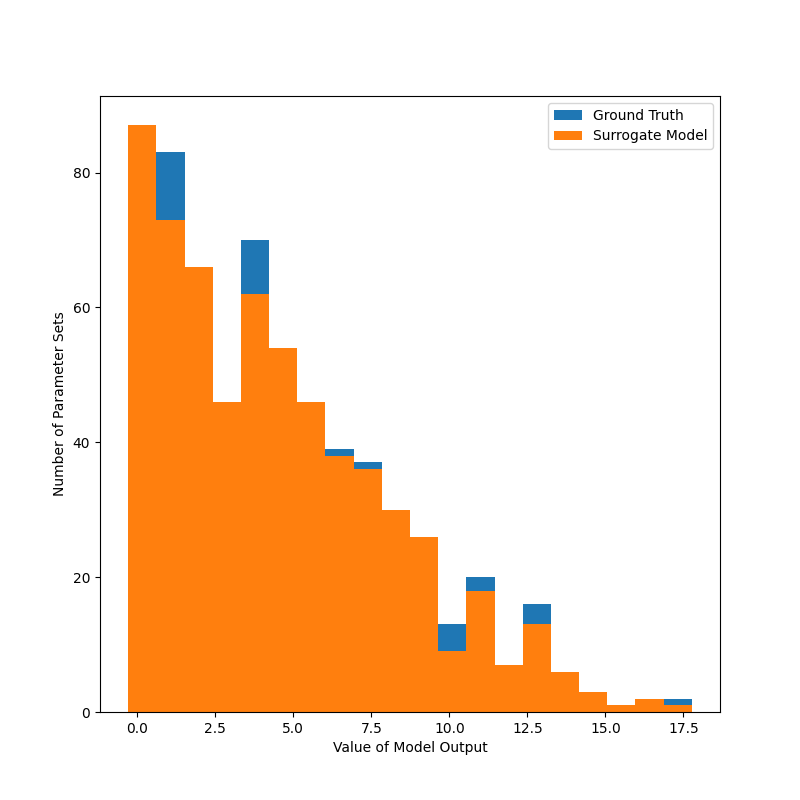 Ground Truth
Surrogate Model
80
60
40
20
0
Number of Parameter Sets
0.0 2.5 5.0 7.5 10.0 12.5 15.0 17.5
Value of Model Output